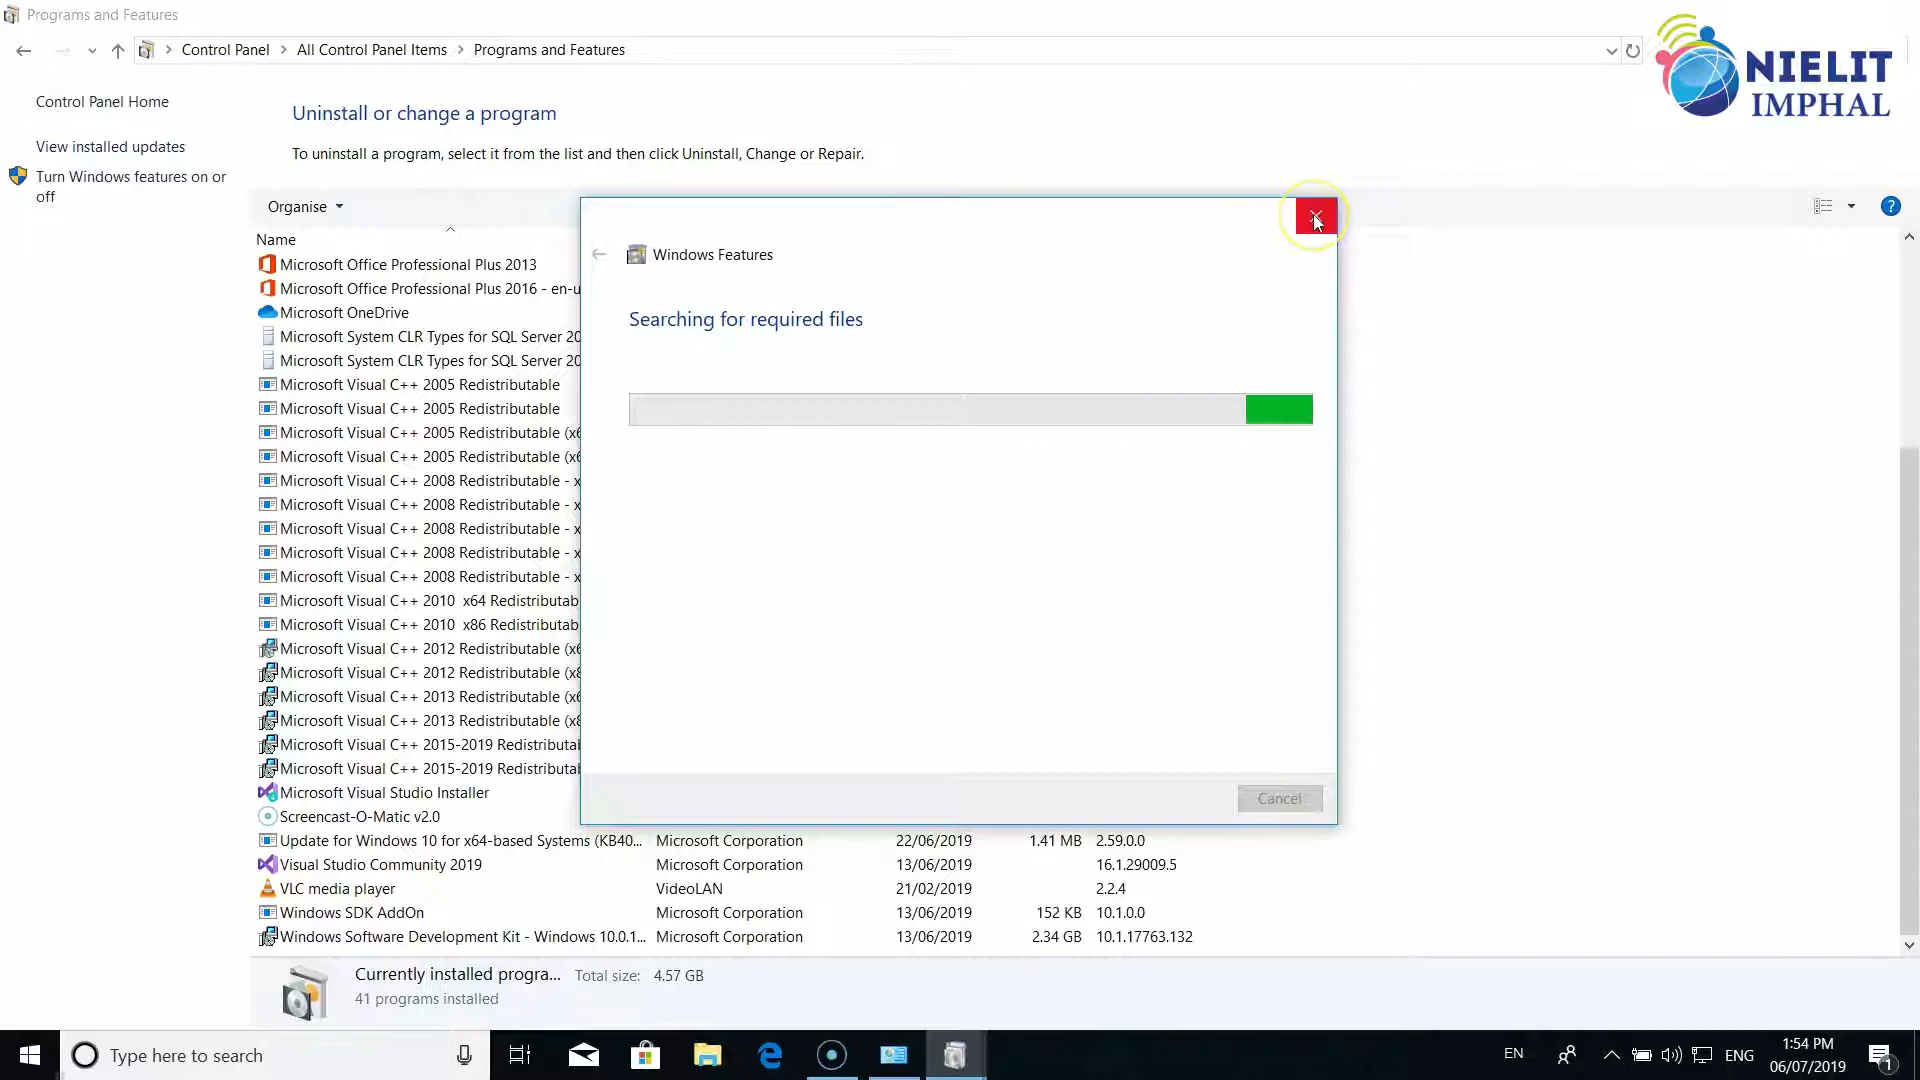 Programs and Features
Control Panel
All Control Panel Items
Programs and Features
NIELIT
IMPHAL
Control Panel Home
View installed updates
Turn Windows features on or
off
Uninstall or change a program
To uninstall a program, select it from the list and then click Uninstall, Change or Repair.
Organise
Name
Microsoft Office Professional Plus 2013
Microsoft Office Professional Plus 2016 - en-u
Microsoft OneDrive
Microsoft System CLR Types for SQL Server 20
Microsoft System CLR Types for SQL Server 20
Microsoft Visual C++ 2005 Redistributable
Microsoft Visual C++ 2005 Redistributable
Microsoft Visual C++ 2005 Redistributable (x6
Microsoft Visual C++ 2005 Redistributable (x6
Microsoft Visual C++ 2008 Redistributable - x
Microsoft Visual C++ 2008 Redistributable - x
Microsoft Visual C++ 2008 Redistributable - x
Microsoft Visual C++ 2008 Redistributable - x
Microsoft Visual C++ 2008 Redistributable - x
Microsoft Visual C++ 2010  x64 Redistributab
Microsoft Visual C++ 2010  x86 Redistributab
Microsoft Visual C++ 2012 Redistributable (x6
Microsoft Visual C++ 2012 Redistributable (x8
Microsoft Visual C++ 2013 Redistributable (x6
Microsoft Visual C++ 2013 Redistributable (x8
Microsoft Visual C++ 2015-2019 Redistributal
Microsoft Visual C++ 2015-2019 Redistributal
Microsoft Visual Studio Installer
Screencast-O-Matic v2.0
Update for Windows 10 for x64-based Systems (KB40... Microsoft Corporation 22/06/2019 1.41 MB 2.59.0.0
Visual Studio Community 2019 Microsoft Corporation 13/06/2019 16.1.29009.5
VLC media player VideoLAN 21/02/2019 2.2.4
Windows SDK AddOn Microsoft Corporation 13/06/2019 152 KB 10.1.0.0
Windows Software Development Kit - Windows 10.0.1... Microsoft Corporation 13/06/2019 2.34 GB 10.1.17763.132
Windows Features
Searching for required files
Cancel
Currently installed progra... Total size: 4.57 GB
41 programs installed
Type here to search
EN
ENG
1:54 PM
06/07/2019
1